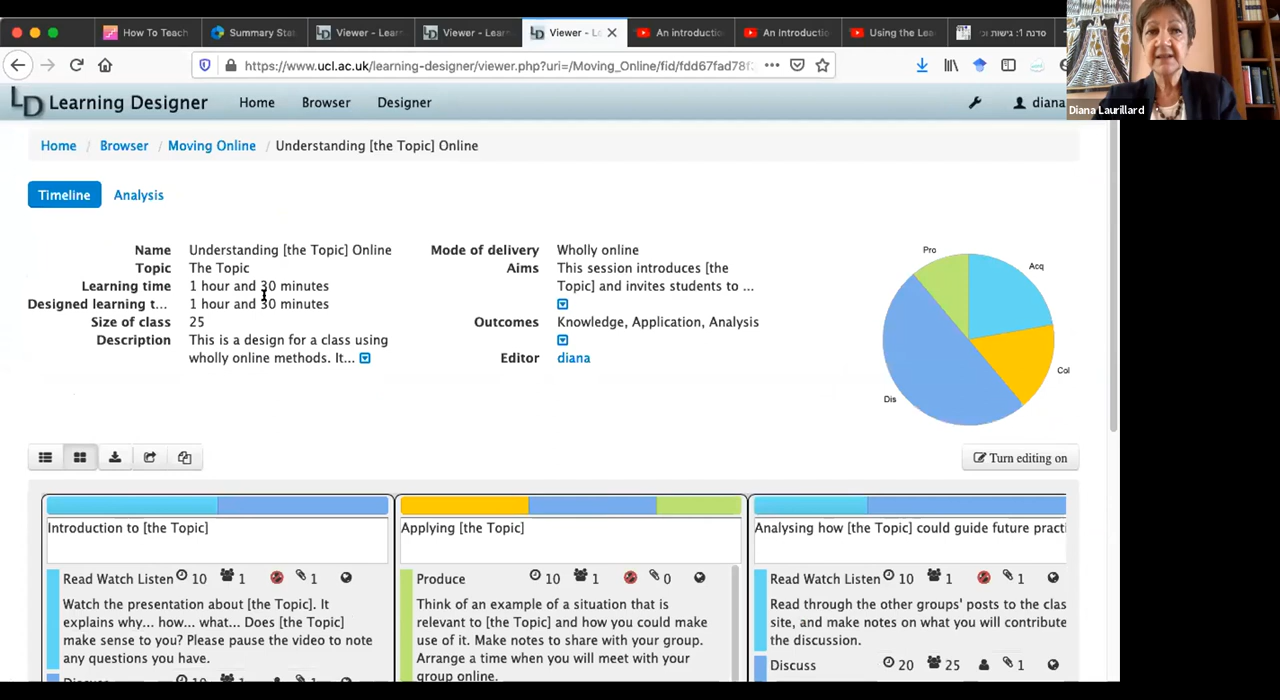 How To Teach
Summary Sta
Viewer - Lear
Viewer - Learn
Viewer - Le
An introducti
An introductio
Using the Lea
סדנה 1: גישות וכי
https://www.ucl.ac.uk/learning-designer/viewer.php?uri=/Moving_Online/fid/fdd67fad78f
Diana Laurillard
LD Learning Designer
Home
Browser
Designer
diana
Home / Browser / Moving Online / Understanding [the Topic] Online
Timeline
Analysis
Name Understanding [the Topic] Online
Topic The Topic
Learning time 1 hour and 30 minutes
Designed learning t... 1 hour and 30 minutes
Size of class 25
Description This is a design for a class using
wholly online methods. It...
Mode of delivery Wholly online
Aims This session introduces [the
Topic] and invites students to ...
Outcomes Knowledge, Application, Analysis
Editor diana
Pro
Acq
Col
Dis
Turn editing on
Introduction to [the Topic]
Read Watch Listen 10 1 1
Watch the presentation about [the Topic]. It
explains why... how... what... Does [the Topic]
make sense to you? Please pause the video to note
any questions you have.
Applying [the Topic]
Produce 10 1 0
Think of an example of a situation that is
relevant to [the Topic] and how you could make
use of it. Make notes to share with your group.
Arrange a time when you will meet with your
group online.
Analysing how [the Topic] could guide future practi
Read Watch Listen 10 1 1
Read through the other groups' posts to the clas
site, and make notes on what you will contribute
the discussion.
Discuss 20 25 1